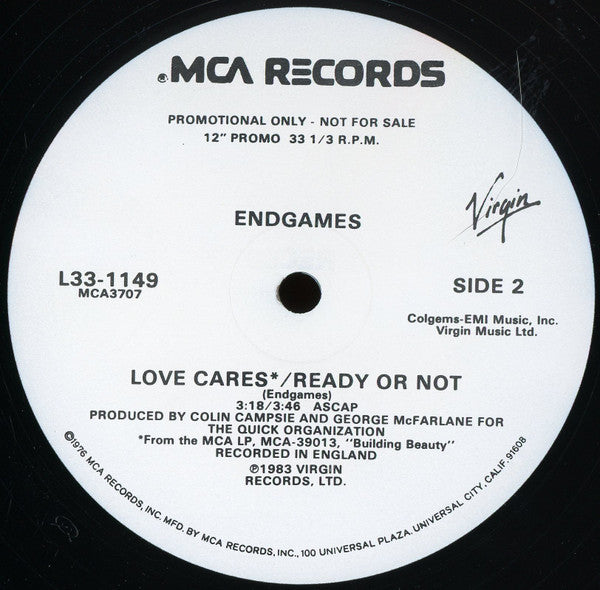 ®MCA RECORDS
PROMOTIONAL ONLY - NOT FOR SALE
12" PROMO 33 1/3 R.P.M.
ENDGAMES
Virgin
L33-1149
MCA3707
SIDE 2
Colgems-EMI Music, Inc.
Virgin Music Ltd.
LOVE CARES*/READY OR NOT
(Endgames)
3:18/3:46 ASCAP
PRODUCED BY COLIN CAMPSIE AND GEORGE McFARLANE FOR
THE QUICK ORGANIZATION
*From the MCA LP, MCA-39013, "Building Beauty"
RECORDED IN ENGLAND
℗1983 VIRGIN
RECORDS, LTD.
©1976 MCA RECORDS, INC. MFD. BY MCA RECORDS, INC., 100 UNIVERSAL PLAZA, UNIVERSAL CITY, CALIF. 91608